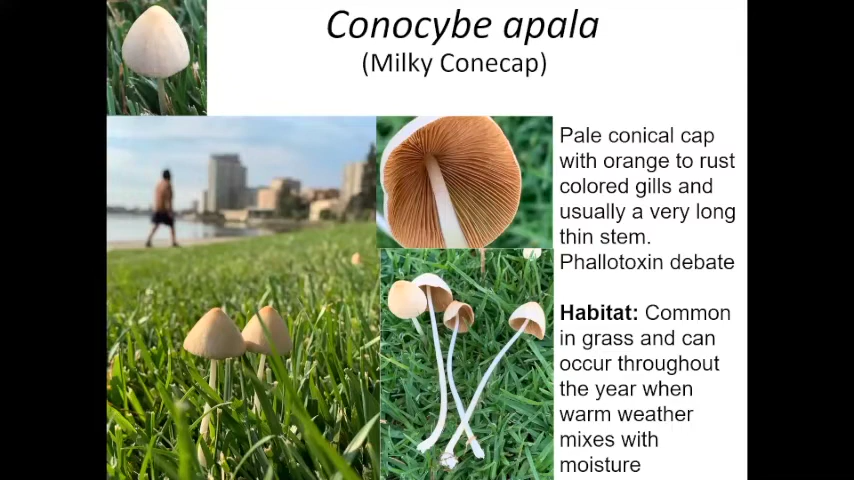 Conocybe apala
(Milky Conecap)
Pale conical cap
with orange to rust
colored gills and
usually a very long
thin stem.
Phallotoxin debate
Habitat: Common
in grass and can
occur throughout
the year when
warm weather
mixes with
moisture